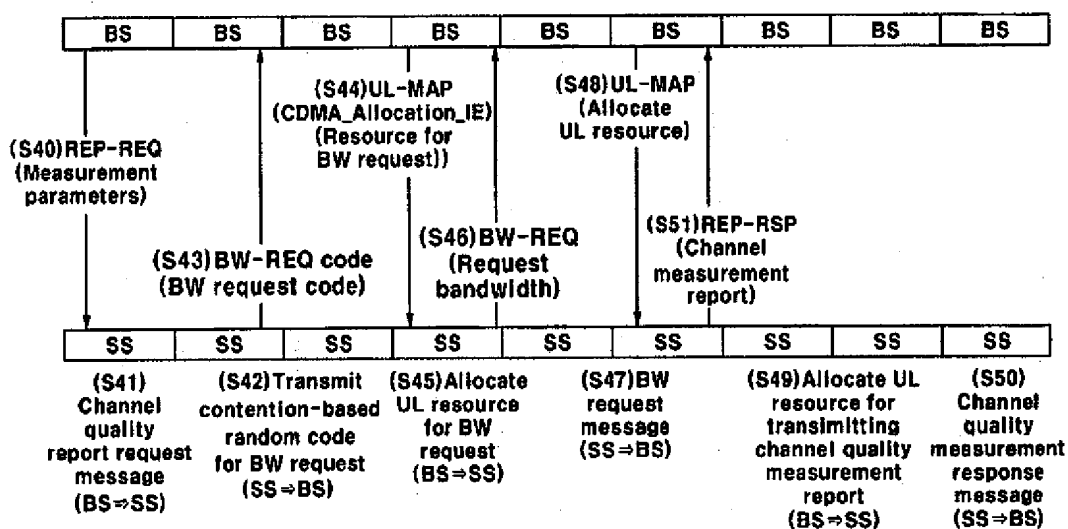 BS BS BS BS BS BS BS BS BS
(S40)REP-REQ
(Measurement
parameters)
(S43)BW-REQ code
(BW request code)
(S44)UL-MAP
(CDMA_Allocation_IE)
(Resource for
BW request))
(S46)BW-REQ
(Request
bandwidth)
(S48)UL-MAP
(Allocate
UL resource)
(S51)REP-RSP
(Channel
measurement
report)
SS SS SS SS SS SS SS SS SS
(S41)
Channel
quality
report request
message
(BS⇒SS)
(S42)Transmit
contention-based
random code
for BW request
(SS⇒BS)
(S45)Allocate
UL resource
for BW
request
(BS⇒SS)
(S47)BW
request
message
(SS⇒BS)
(S49)Allocate UL
resource for
transimitting
channel quality
measurement
report
(BS⇒SS)
(S50)
Channel
quality
measurement
response
message
(SS⇒BS)